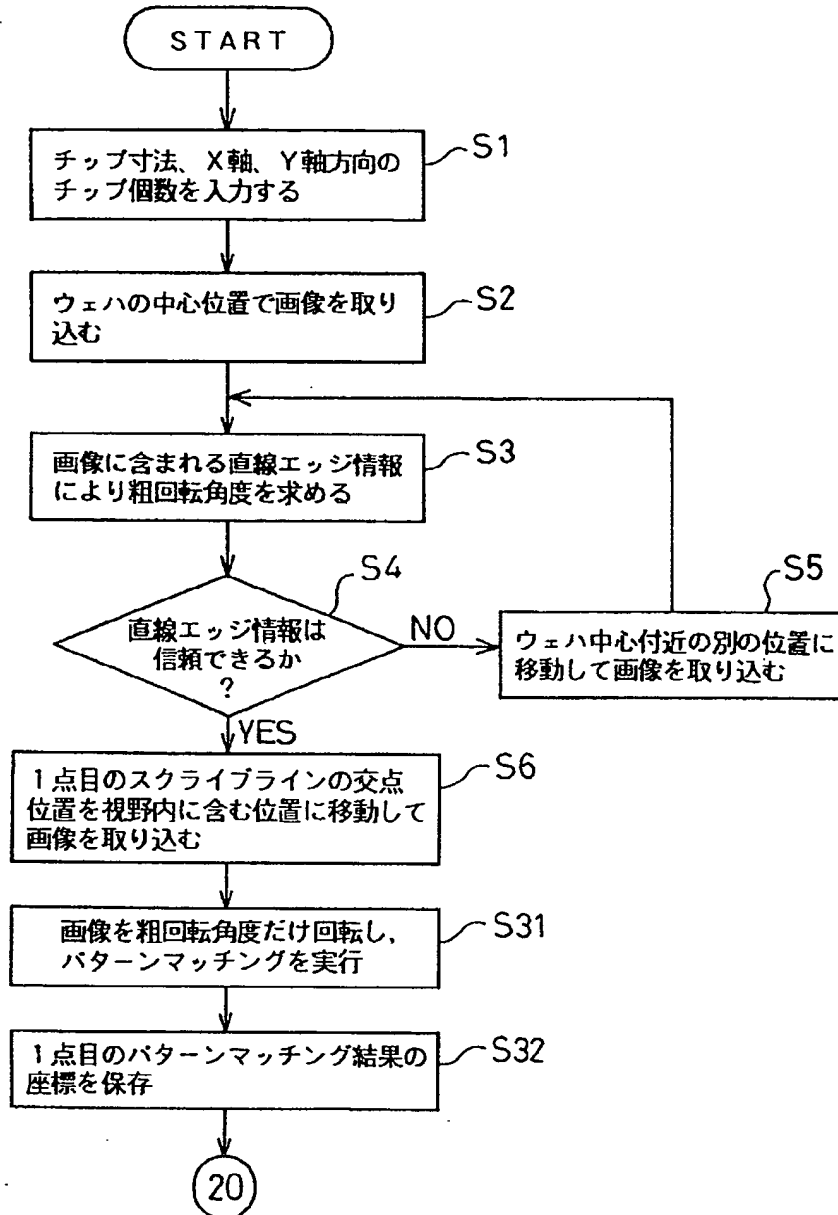 START
チップ寸法、X軸、Y軸方向の
チップ個数を入力する
S1
ウェハの中心位置で画像を取り
込む
S2
画像に含まれる直線エッジ情報
により粗回転角度を求める
S3
直線エッジ情報は
信頼できるか
?
S4
NO
ウェハ中心付近の別の位置に
移動して画像を取り込む
S5
YES
1点目のスクライブラインの交点
位置を視野内に含む位置に移動して
画像を取り込む
S6
画像を粗回転角度だけ回転し,
パターンマッチングを実行
S31
1点目のパターンマッチング結果の
座標を保存
S32
20